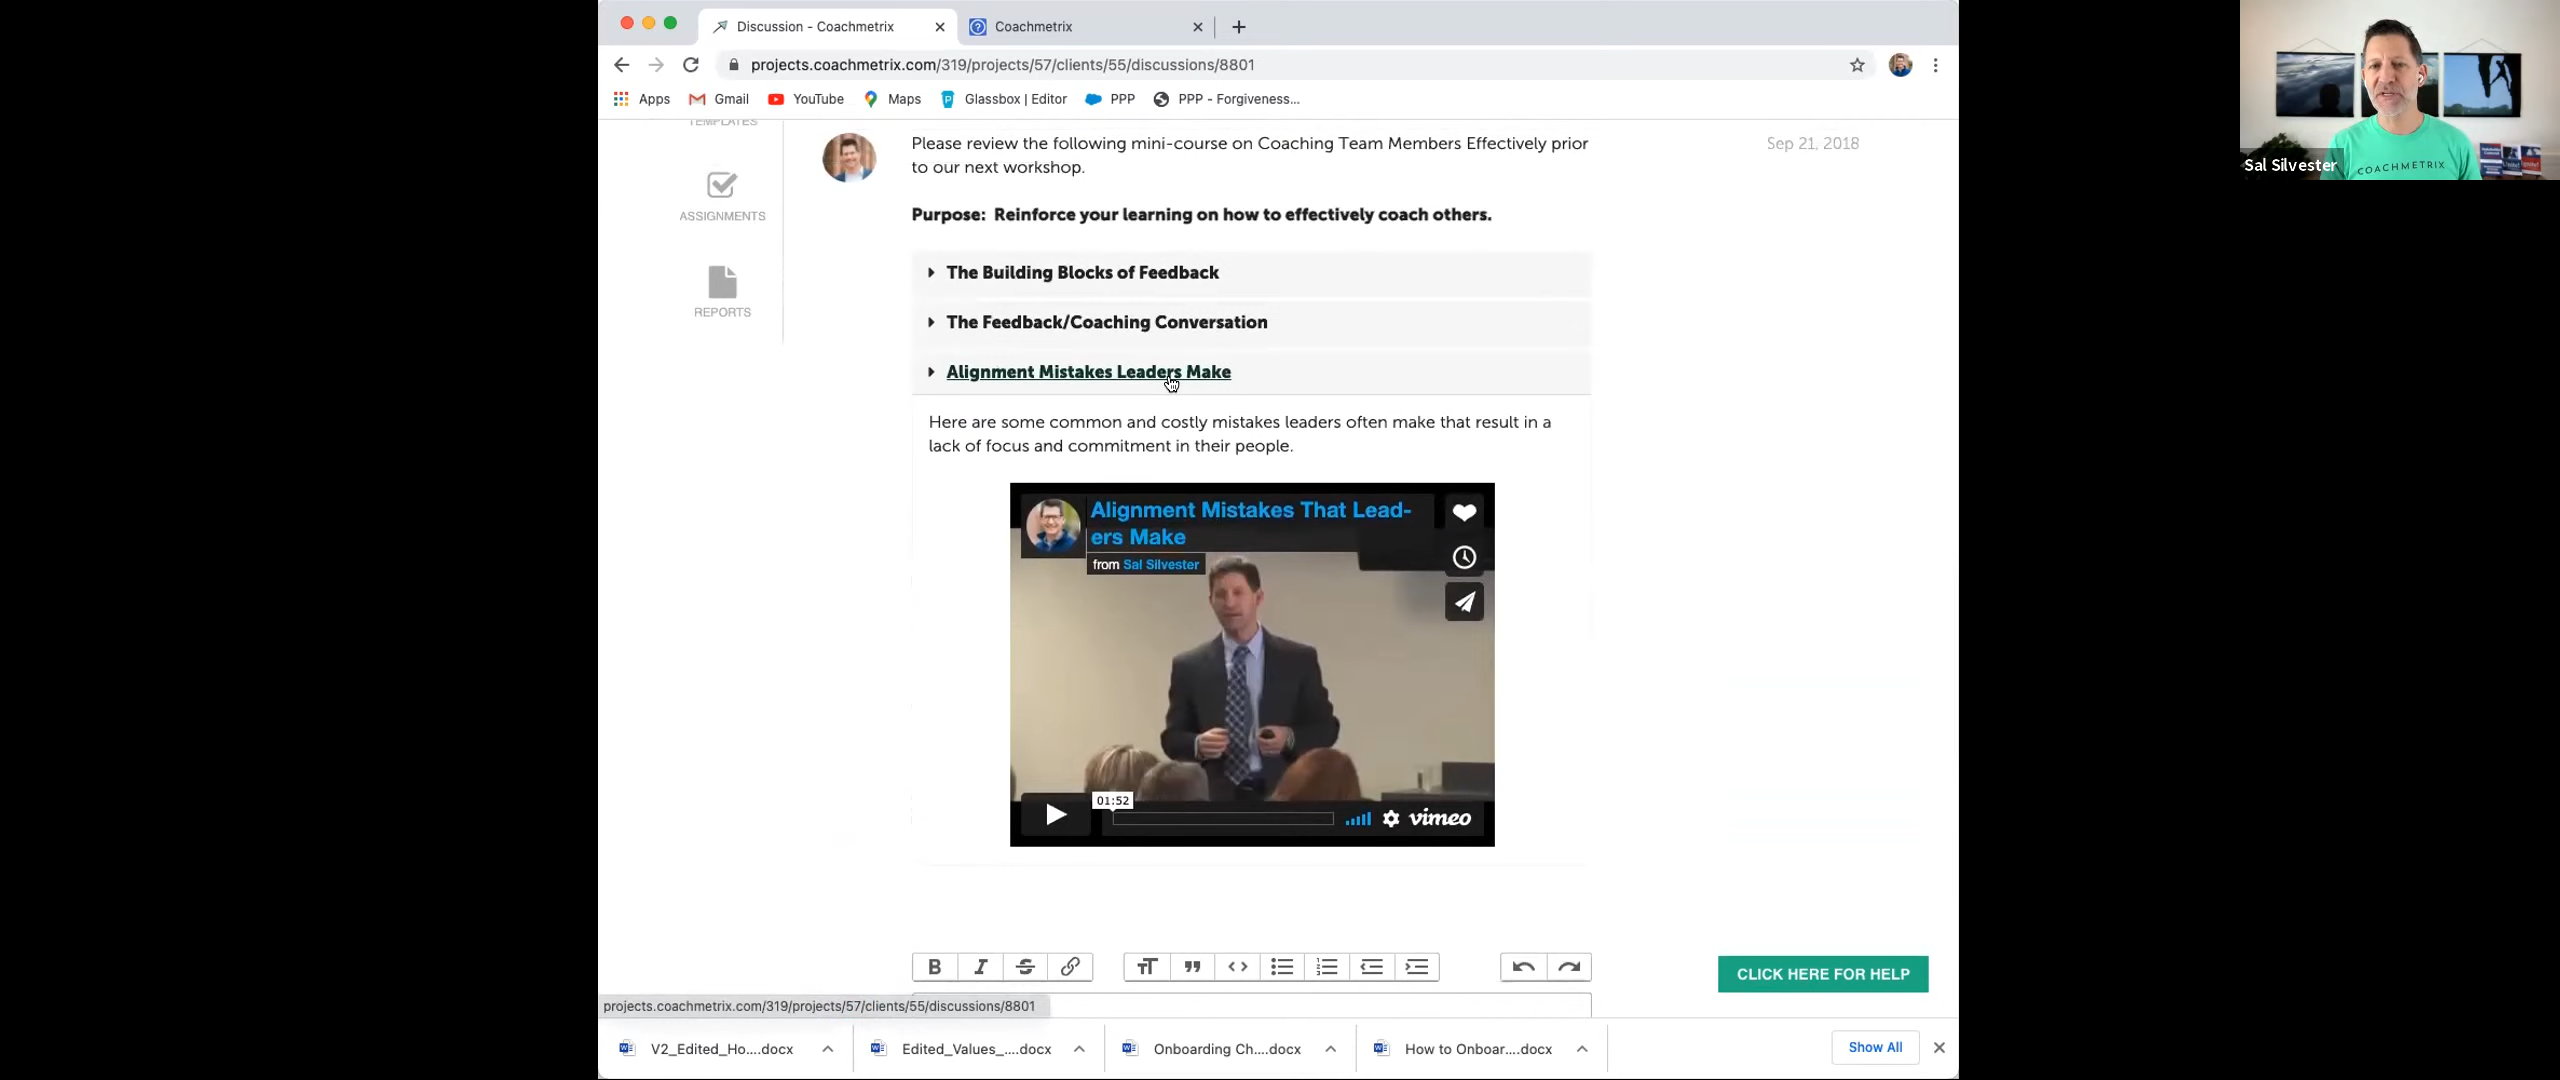 Discussion - Coachmetrix
Coachmetrix
projects.coachmetrix.com/319/projects/57/clients/55/discussions/8801
Apps
Gmail
YouTube
Maps
Glassbox | Editor
PPP
PPP - Forgiveness...
TEMPLATES
ASSIGNMENTS
REPORTS
Please review the following mini-course on Coaching Team Members Effectively prior
to our next workshop.
Sep 21, 2018
Purpose: Reinforce your learning on how to effectively coach others.
The Building Blocks of Feedback
The Feedback/Coaching Conversation
Alignment Mistakes Leaders Make
Here are some common and costly mistakes leaders often make that result in a
lack of focus and commitment in their people.
Alignment Mistakes That Lead-
ers Make
from Sal Silvester
01:52
vimeo
CLICK HERE FOR HELP
projects.coachmetrix.com/319/projects/57/clients/55/discussions/8801
V2_Edited_Ho....docx
Edited_Values_....docx
Onboarding Ch....docx
How to Onboar....docx
Show All
Sal Silvester
COACHMETRIX